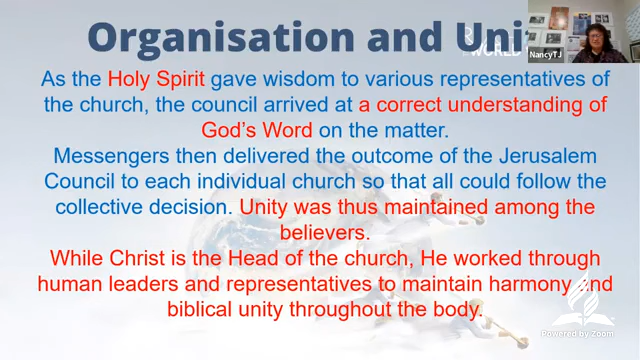 Organisation and Uni
WORLD
NancyTJ
As the Holy Spirit gave wisdom to various representatives of
the church, the council arrived at a correct understanding of
God's Word on the matter.
Messengers then delivered the outcome of the Jerusalem
Council to each individual church so that all could follow the
collective decision. Unity was thus maintained among the
believers.
While Christ is the Head of the church, He worked through
human leaders and representatives to maintain harmony and
biblical unity throughout the body.
Powered by Zoom